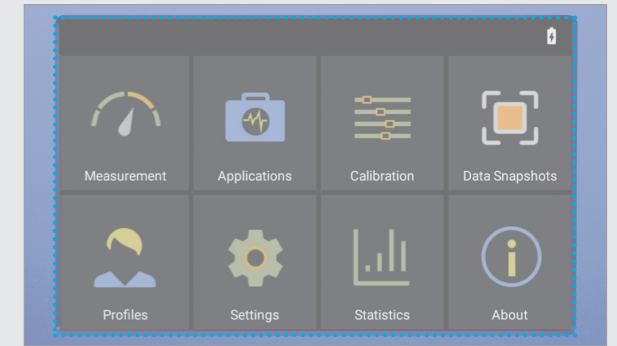 Measurement
Applications
Calibration
Data Snapshots
Profiles
Settings
Statistics
About